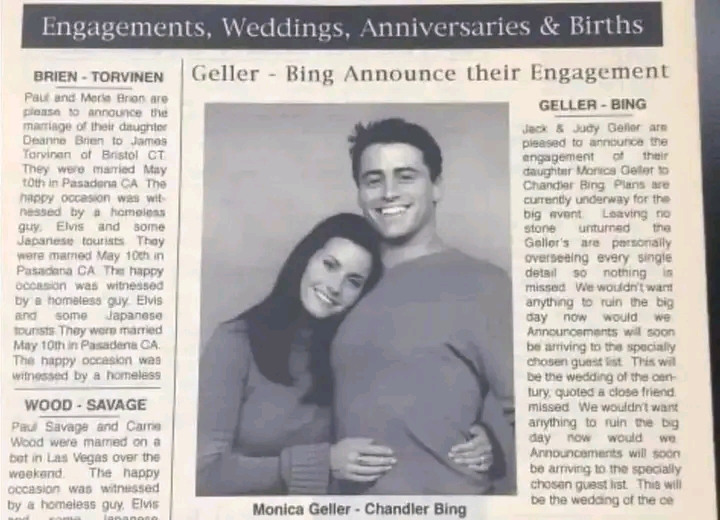 Engagements, Weddings, Anniversaries & Births
BRIEN - TORVINEN
Paul and Merle Brien are
please to announce the
marriage of their daughter
Deanne Brien to James
Torvinen of Bristol CT.
They were married May
10th in Pasadena CA. The
happy occasion was wit-
nessed by a homeless
guy, Elvis and some
Japanese tourists. They
were married May 10th in
Pasadena CA. The happy
occasion was witnessed
by a homeless guy, Elvis
and some Japanese
tourists. They were married
May 10th in Pasadena CA.
The happy occasion was
witnessed by a homeless
WOOD - SAVAGE
Paul Savage and Carrie
Wood were married on a
bet in Las Vegas over the
weekend. The happy
occasion was witnessed
by a homeless guy, Elvis
and some Japanese
Geller - Bing Announce their Engagement
Monica Geller - Chandler Bing
GELLER - BING
Jack & Judy Geller are
pleased to announce the
engagement of their
daughter Monica Geller to
Chandler Bing. Plans are
currently underway for the
big event. Leaving no
stone unturned the
Geller's are personally
overseeing every single
detail so nothing is
missed. We wouldn't want
anything to ruin the big
day now would we.
Announcements will soon
be arriving to the specially
chosen guest list. This will
be the wedding of the cen-
tury, quoted a close friend.
missed. We wouldn't want
anything to ruin the big
day now would we.
Announcements will soon
be arriving to the specially
chosen guest list. This will
be the wedding of the ce